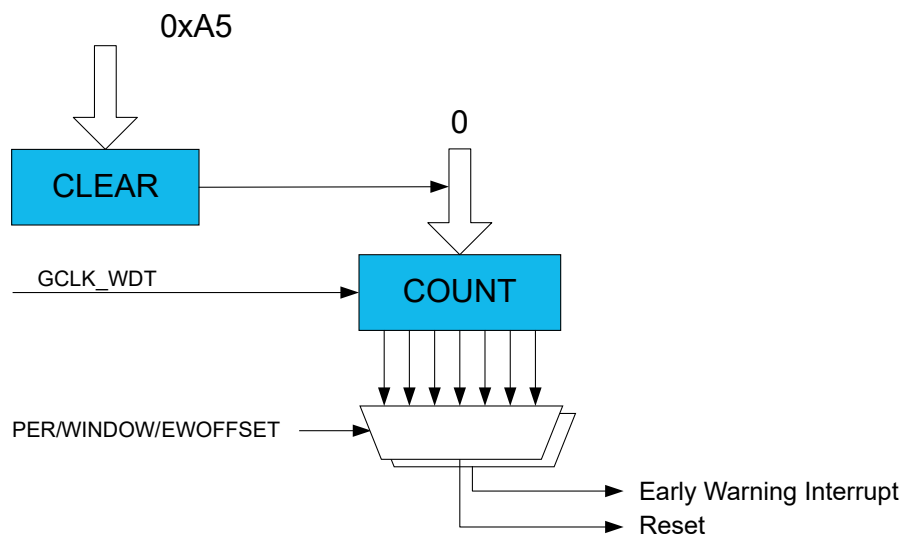 0xA5
0
CLEAR
GCLK_WDT
COUNT
PER/WINDOW/EWOFFSET
Early Warning Interrupt
Reset